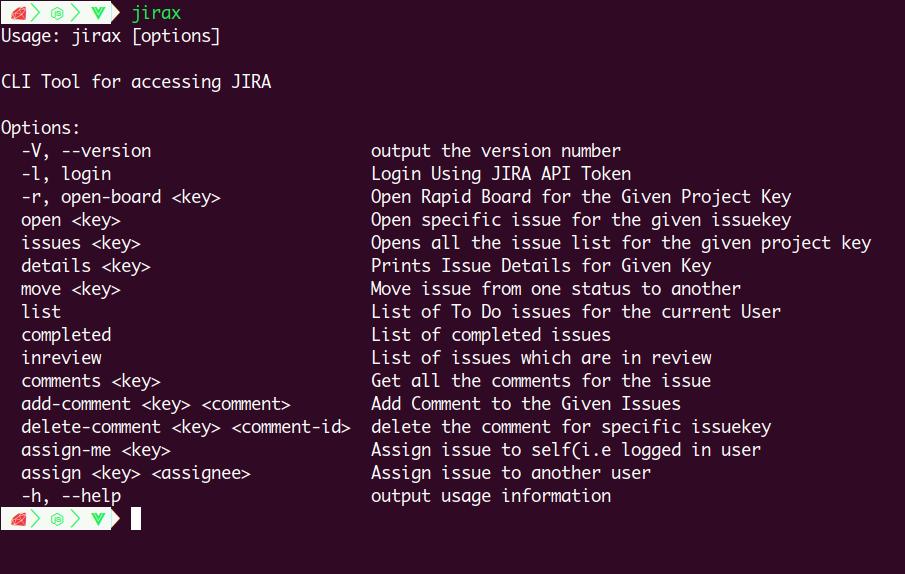 jirax
Usage: jirax [options]
CLI Tool for accessing JIRA
Options:
-V, --version output the version number
-l, login Login Using JIRA API Token
-r, open-board <key> Open Rapid Board for the Given Project Key
open <key> Open specific issue for the given issuekey
issues <key> Opens all the issue list for the given project key
details <key> Prints Issue Details for Given Key
move <key> Move issue from one status to another
list List of To Do issues for the current User
completed List of completed issues
inreview List of issues which are in review
comments <key> Get all the comments for the issue
add-comment <key> <comment> Add Comment to the Given Issues
delete-comment <key> <comment-id> delete the comment for specific issuekey
assign-me <key> Assign issue to self(i.e logged in user
assign <key> <assignee> Assign issue to another user
-h, --help output usage information